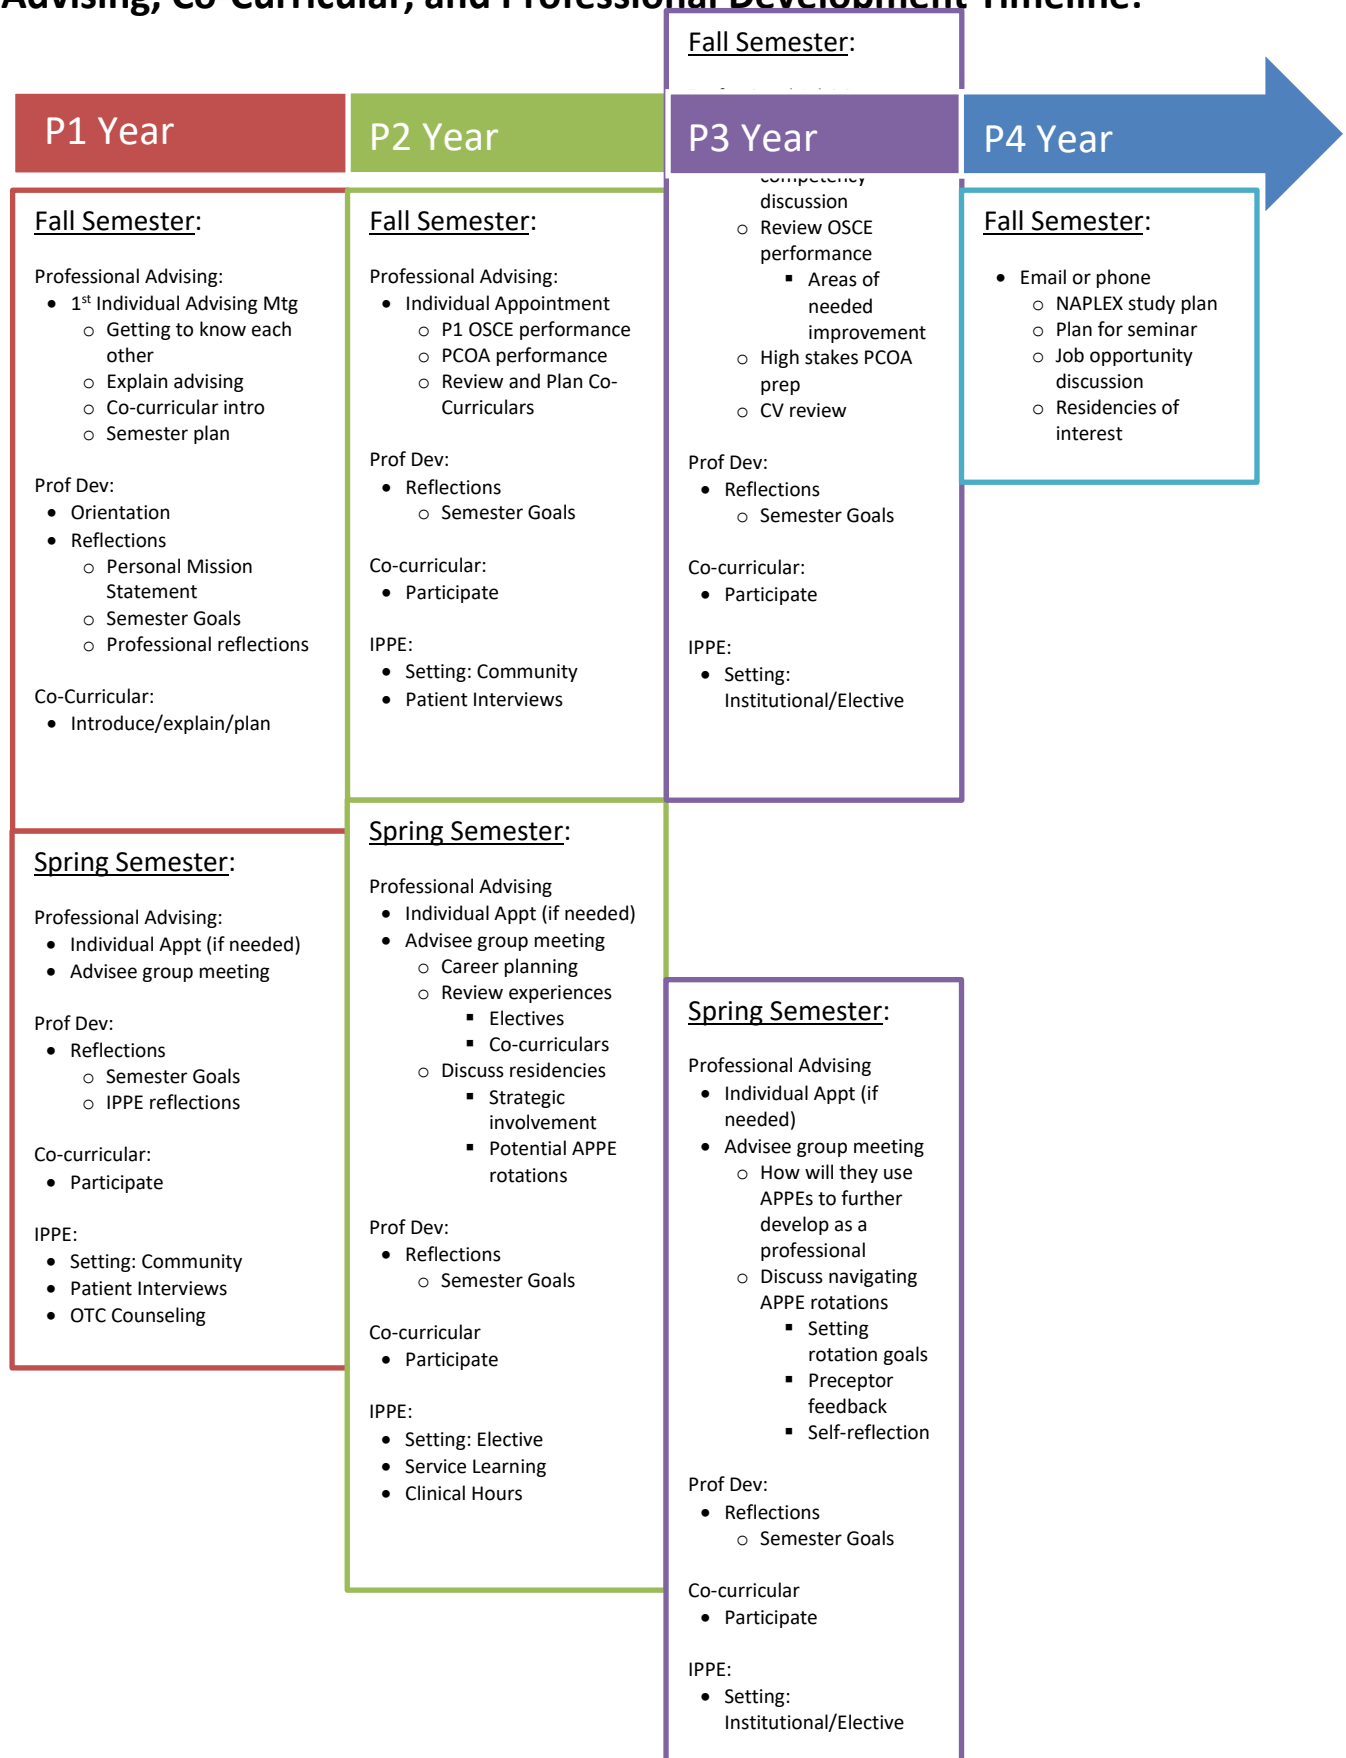 Advising, Co-Curricular, and Professional Development Timeline:
P1 Year
P2 Year
P3 Year
P4 Year
Fall Semester:
Professional Advising:
• 1st Individual Advising Mtg
o Getting to know each
other
o Explain advising
o Co-curricular intro
o Semester plan
Prof Dev:
• Orientation
• Reflections
o Personal Mission
Statement
o Semester Goals
o Professional reflections
Co-Curricular:
• Introduce/explain/plan
Spring Semester:
Professional Advising:
• Individual Appt (if needed)
• Advisee group meeting
Prof Dev:
• Reflections
o Semester Goals
o IPPE reflections
Co-curricular:
• Participate
IPPE:
• Setting: Community
• Patient Interviews
• OTC Counseling
Fall Semester:
Professional Advising:
• Individual Appointment
o P1 OSCE performance
o PCOA performance
o Review and Plan Co-
Curriculars
Prof Dev:
• Reflections
o Semester Goals
Co-curricular:
• Participate
IPPE:
• Setting: Community
• Patient Interviews
Spring Semester:
Professional Advising
• Individual Appt (if needed)
• Advisee group meeting
o Career planning
o Review experiences
▪ Electives
▪ Co-curriculars
o Discuss residencies
▪ Strategic
involvement
▪ Potential APPE
rotations
Prof Dev:
• Reflections
o Semester Goals
Co-curricular
• Participate
IPPE:
• Setting: Elective
• Service Learning
• Clinical Hours
Fall Semester:
competency
discussion
o Review OSCE
performance
▪ Areas of
needed
improvement
o High stakes PCOA
prep
o CV review
Prof Dev:
• Reflections
o Semester Goals
Co-curricular:
• Participate
IPPE:
• Setting:
Institutional/Elective
Spring Semester:
Professional Advising
• Individual Appt (if
needed)
• Advisee group meeting
o How will they use
APPEs to further
develop as a
professional
o Discuss navigating
APPE rotations
▪ Setting
rotation goals
▪ Preceptor
feedback
▪ Self-reflection
Prof Dev:
• Reflections
o Semester Goals
Co-curricular
• Participate
IPPE:
• Setting:
Institutional/Elective
Fall Semester:
• Email or phone
o NAPLEX study plan
o Plan for seminar
o Job opportunity
discussion
o Residencies of
interest